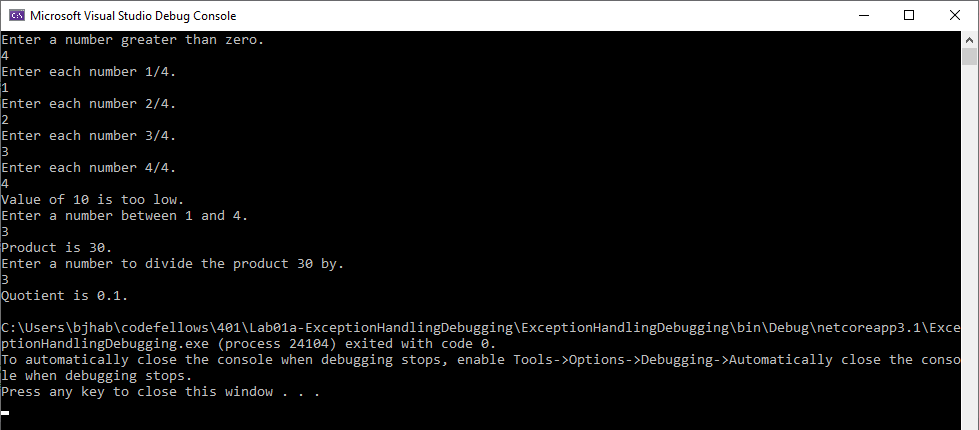 C:\ Microsoft Visual Studio Debug Console
Enter a number greater than zero.
4
Enter each number 1/4.
1
Enter each number 2/4.
2
Enter each number 3/4.
3
Enter each number 4/4.
4
Value of 10 is too low.
Enter a number between 1 and 4.
3
Product is 30.
Enter a number to divide the product 30 by.
3
Quotient is 0.1.
C:\Users\bjhab\codefellows\401\Lab01a-ExceptionHandlingDebugging\ExceptionHandlingDebugging\bin\Debug\netcoreapp3.1\Exce
ptionHandlingDebugging.exe (process 24104) exited with code 0.
To automatically close the console when debugging stops, enable Tools->Options->Debugging->Automatically close the conso
le when debugging stops.
Press any key to close this window . . .